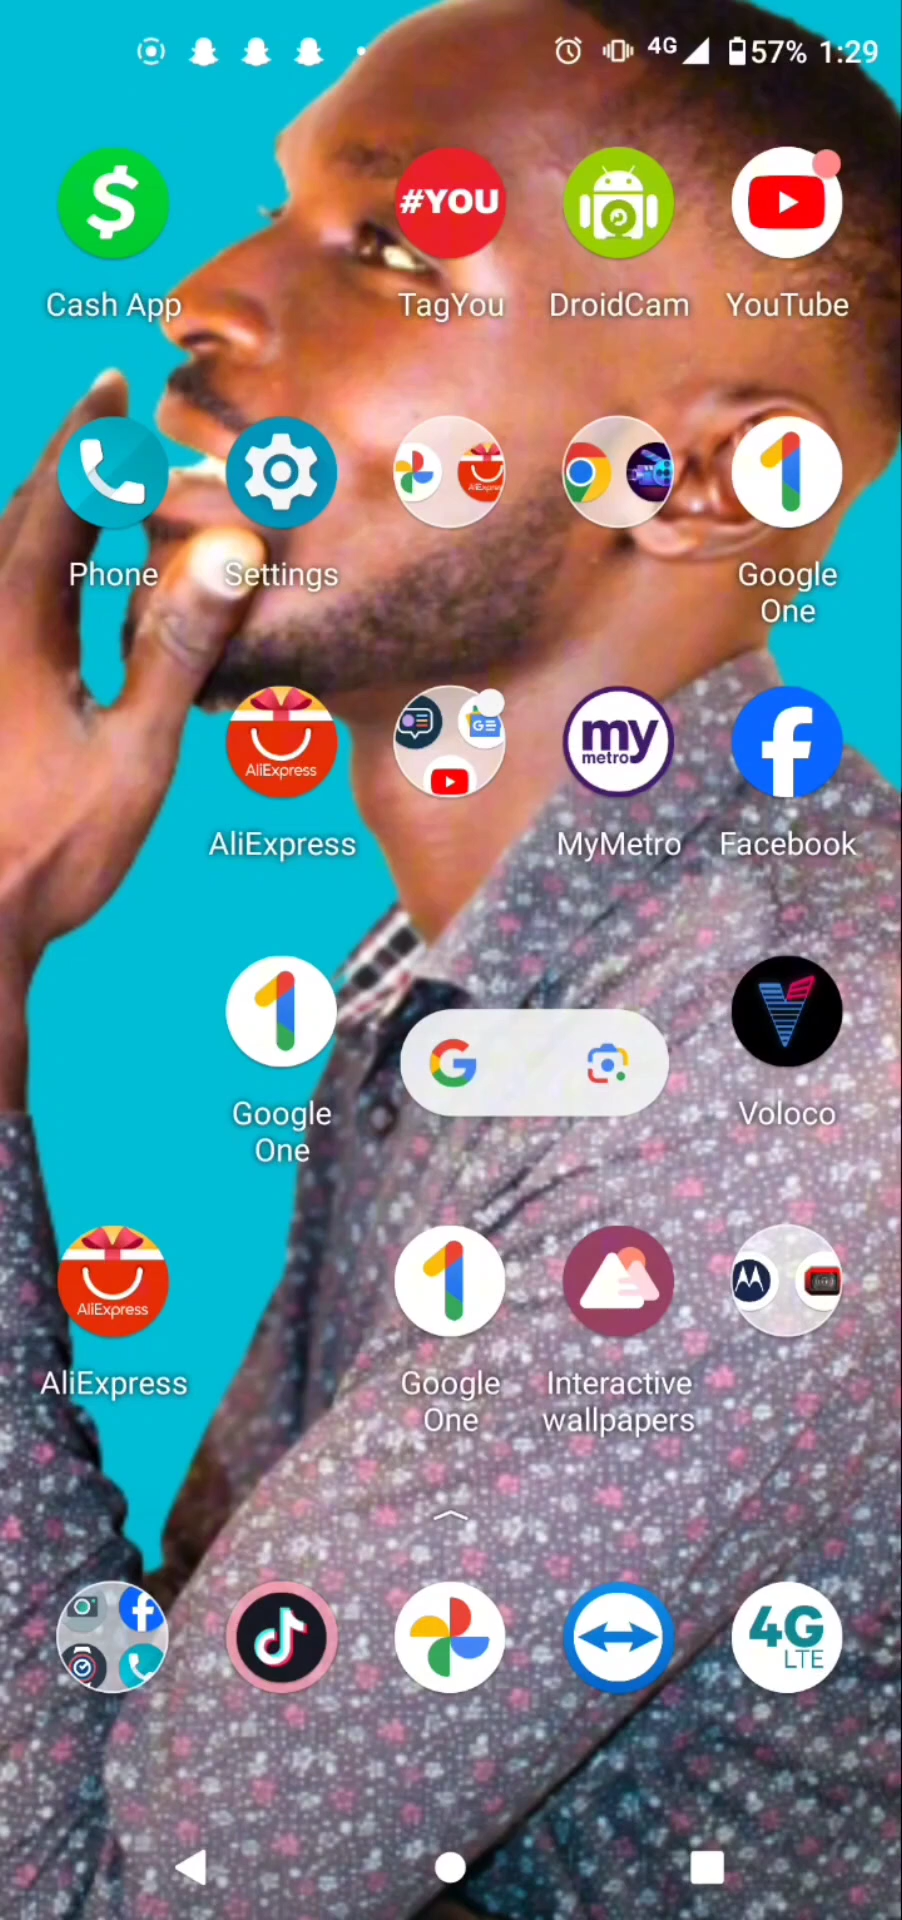 4G 57% 1:29
$
#YOU
Cash App
TagYou
DroidCam
YouTube
AliExpress
Phone
Settings
Google
One
GE
my
metro
AliExpress
AliExpress
MyMetro
Facebook
G
Google
One
Voloco
AliExpress
AliExpress
Google
One
Interactive
wallpapers
4G
LTE